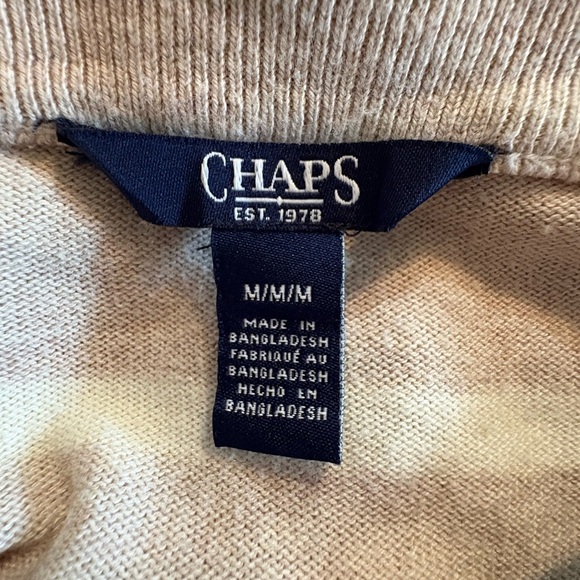 CHAPS
EST. 1978
M/M/M
MADE IN
BANGLADESH
FABRIQUÉ AU
BANGLADESH
HECHO EN
BANGLADESH